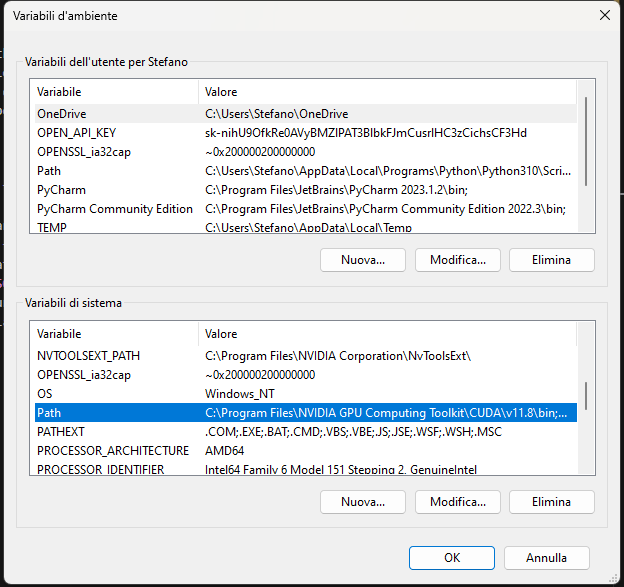 Variabili d'ambiente
Variabili dell'utente per Stefano
Variabile Valore
OneDrive C:\Users\Stefano\OneDrive
OPEN_API_KEY
OPENSSL_ia32cap ~0x200000200000000
Path C:\Users\Stefano\AppData\Local\Programs\Python\Python310\Scri...
PyCharm C:\Program Files\JetBrains\PyCharm 2023.1.2\bin;
PyCharm Community Edition C:\Program Files\JetBrains\PyCharm Community Edition 2022.3\bin;
TEMP C:\Users\Stefano\AppData\Local\Temp
Nuova... Modifica... Elimina
Variabili di sistema
Variabile Valore
NVTOOLSEXT_PATH C:\Program Files\NVIDIA Corporation\NvToolsExt\
OPENSSL_ia32cap ~0x200000200000000
OS Windows_NT
Path C:\Program Files\NVIDIA GPU Computing Toolkit\CUDA\v11.8\bin;...
PATHEXT .COM;.EXE;.BAT;.CMD;.VBS;.VBE;.JS;.JSE;.WSF;.WSH;.MSC
PROCESSOR_ARCHITECTURE AMD64
PROCESSOR_IDENTIFIER Intel64 Family 6 Model 151 Stepping 2, GenuineIntel
Nuova... Modifica... Elimina
OK Annulla